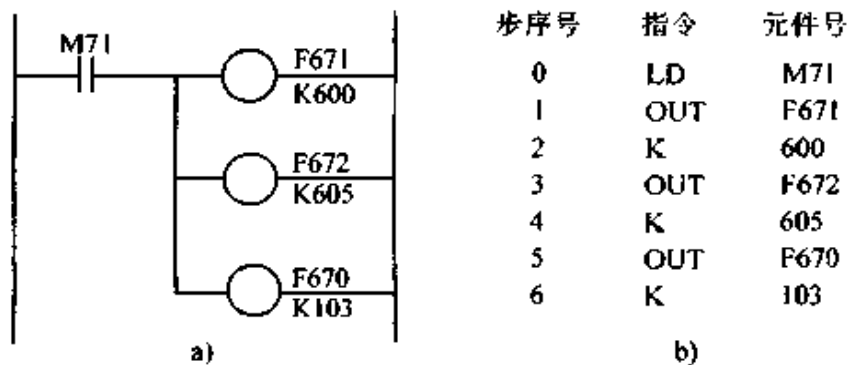 M71
F671
K600
F672
K605
F670
K103
a)
步序号 指令 元件号
0 LD M71
1 OUT F671
2 K 600
3 OUT F672
4 K 605
5 OUT F670
6 K 103
b)